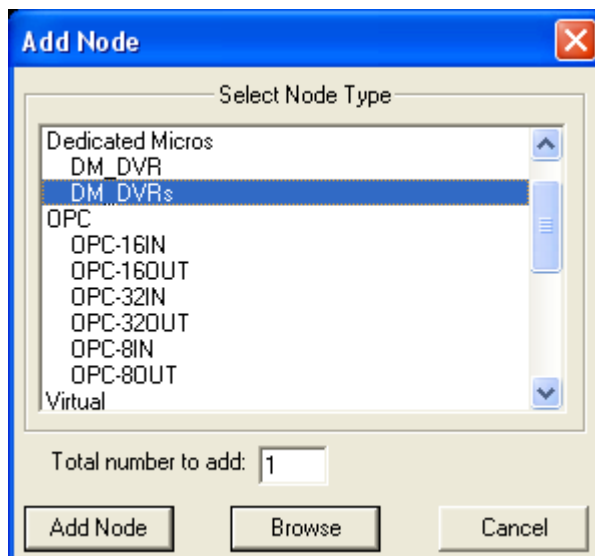 Add Node
Select Node Type
Dedicated Micros
DM_DVR
DM_DVRs
OPC
OPC-16IN
OPC-16OUT
OPC-32IN
OPC-32OUT
OPC-8IN
OPC-8OUT
Virtual
Total number to add: 1
Add Node Browse Cancel